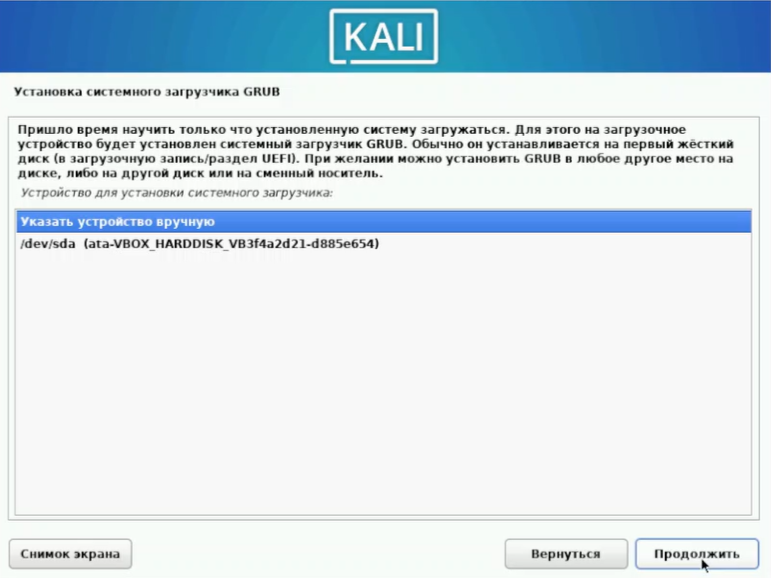 KALI
Установка системного загрузчика GRUB
Пришло время научить только что установленную систему загружаться. Для этого на загрузочное
устройство будет установлен системный загрузчик GRUB. Обычно он устанавливается на первый жёсткий
диск (в загрузочную запись/раздел UEFI). При желании можно установить GRUB в любое другое место на
диске, либо на другой диск или на сменный носитель.
Устройство для установки системного загрузчика:
Указать устройство вручную
/dev/sda (ata-VBOX_HARDDISK_VB3f4a2d21-d885e654)
Снимок экрана
Вернуться
Продолжить